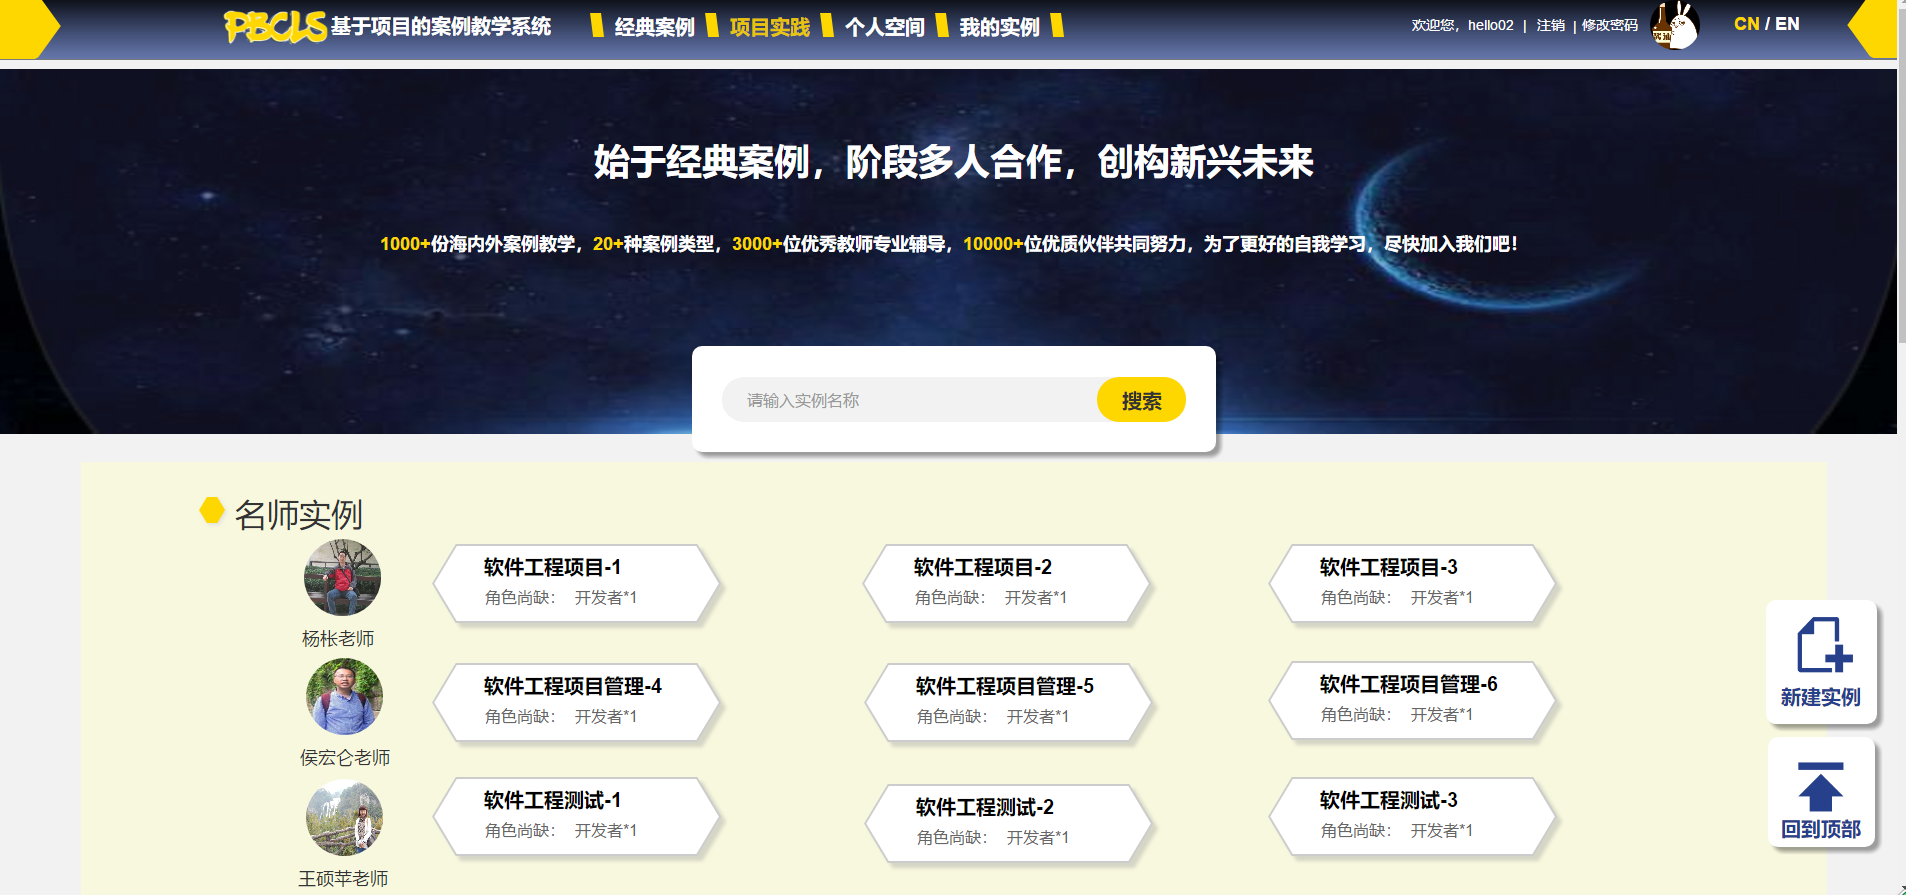 PBCLS 基于项目的案例教学系统 经典案例 项目实践 个人空间 我的实例 欢迎您，hello02 | 注销 | 修改密码 CN / EN
始于经典案例，阶段多人合作，创构新兴未来
1000+份海内外案例教学，20+种案例类型，3000+位优秀教师专业辅导，10000+位优质伙伴共同努力，为了更好的自我学习，尽快加入我们吧！
请输入实例名称 搜索
名师实例
软件工程项目-1 软件工程项目-2 软件工程项目-3
角色尚缺： 开发者*1 角色尚缺： 开发者*1 角色尚缺： 开发者*1
杨枨老师
软件工程项目管理-4 软件工程项目管理-5 软件工程项目管理-6
角色尚缺： 开发者*1 角色尚缺： 开发者*1 角色尚缺： 开发者*1
新建实例
侯宏仑老师
软件工程测试-1 软件工程测试-2 软件工程测试-3
角色尚缺： 开发者*1 角色尚缺： 开发者*1 角色尚缺： 开发者*1
回到顶部
王硕苹老师